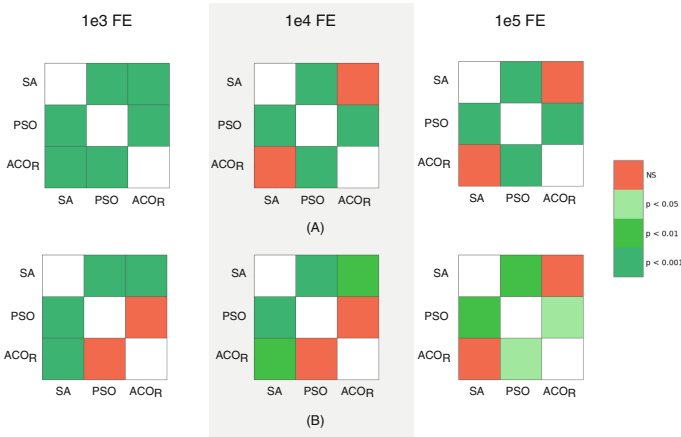 1e3 FE 1e4 FE 1e5 FE
SA SA SA
PSO PSO PSO
ACOR ACOR ACOR
SA PSO ACOR SA PSO ACOR SA PSO ACOR
NS
p < 0.05
p < 0.01
p < 0.001
(A)
SA SA SA
PSO PSO PSO
ACOR ACOR ACOR
SA PSO ACOR SA PSO ACOR SA PSO ACOR
(B)